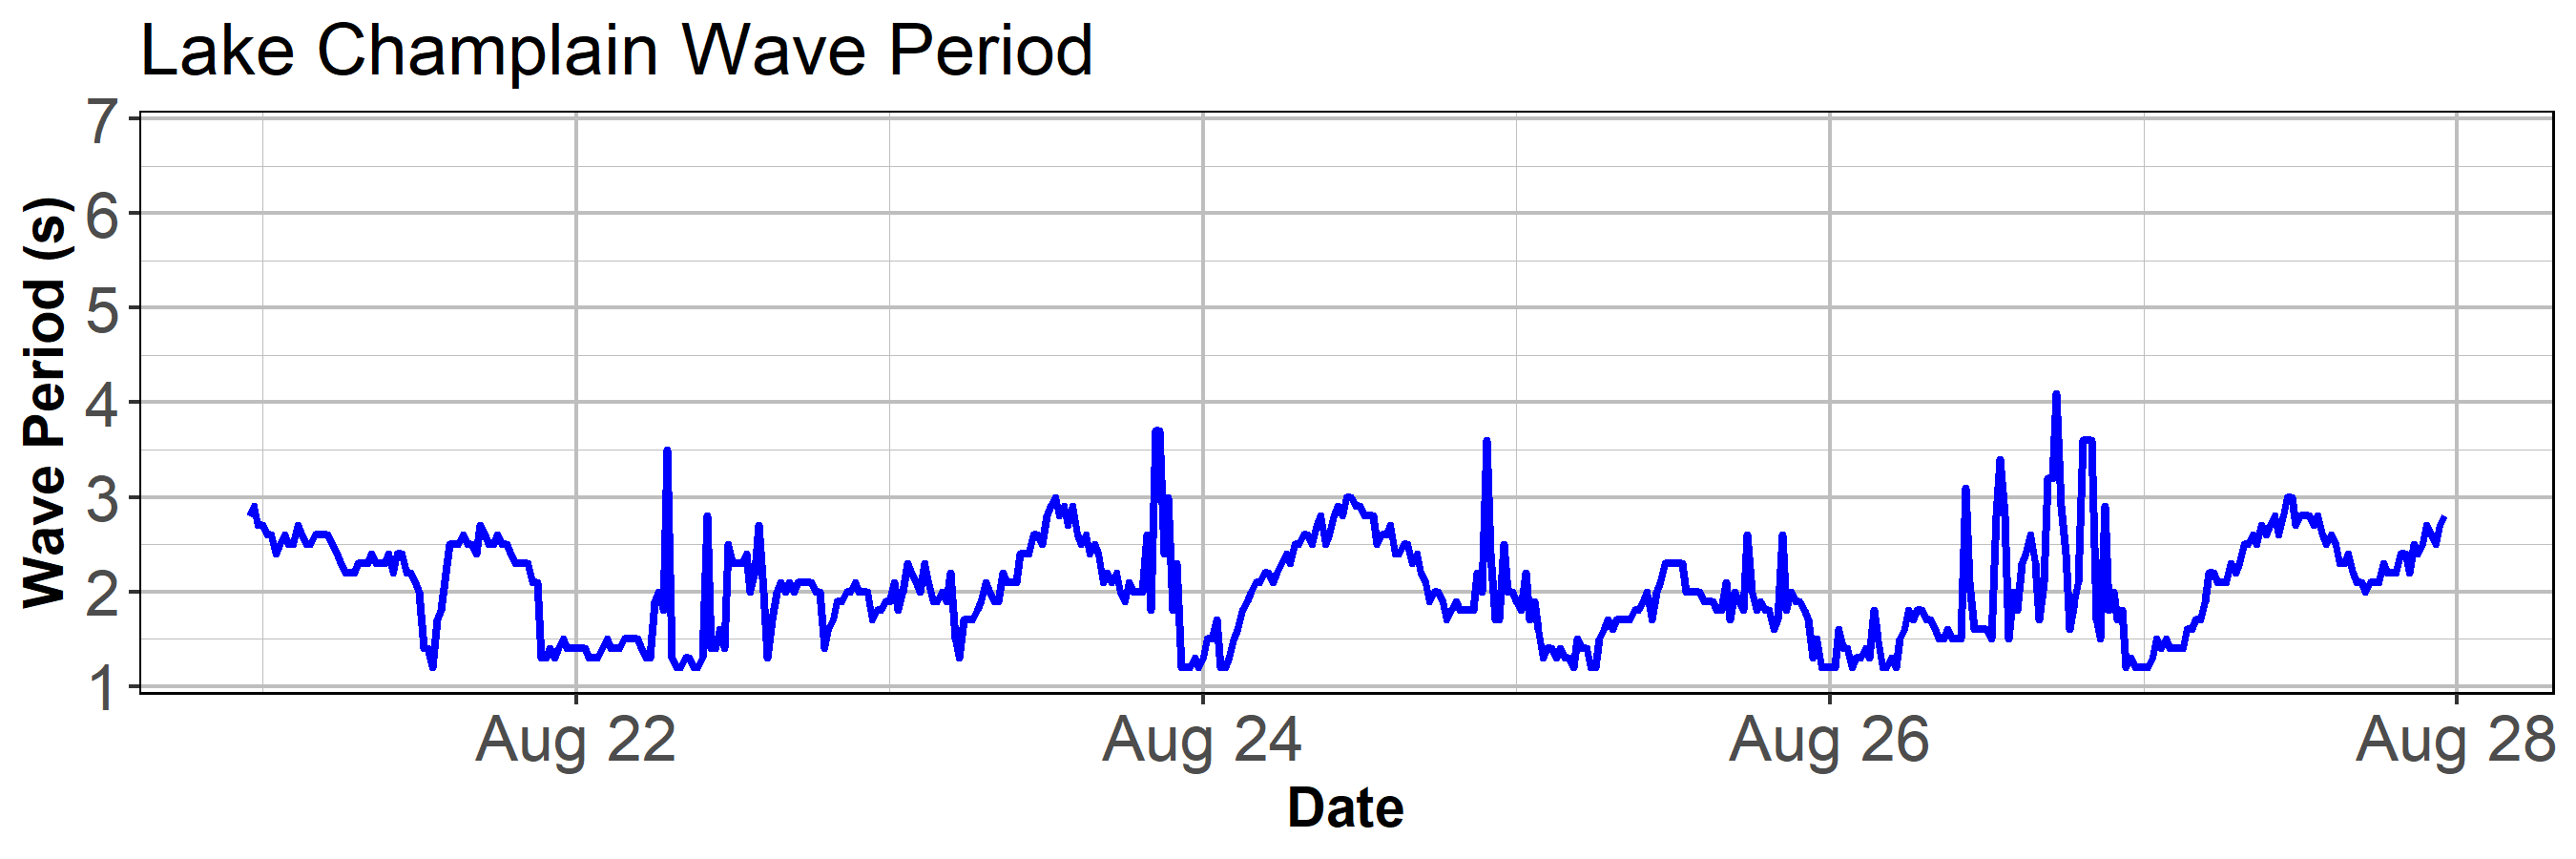 Lake Champlain Wave Period
Wave Period (s)
7
6
5
4
3
2
1
Aug 22
Aug 24
Aug 26
Aug 28
Date